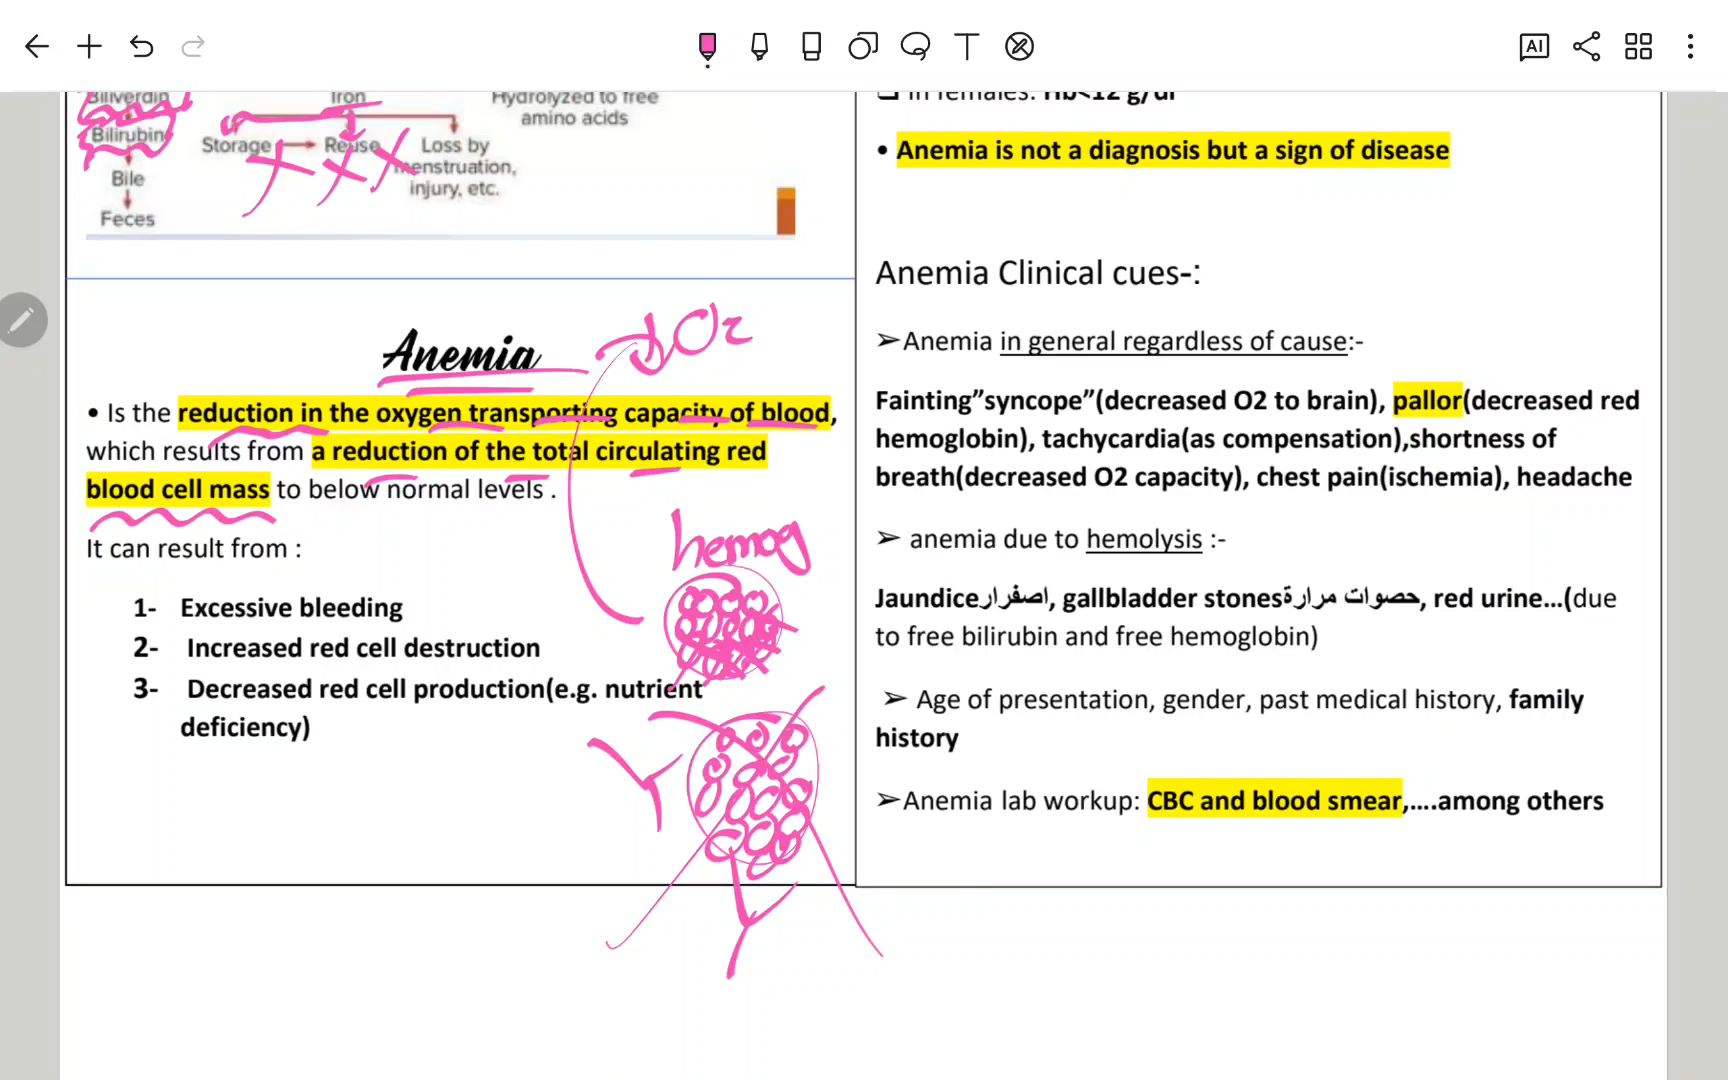 AI
Biliverdin
Iron
Hydrolyzed to free
amino acids
Bilirubin
Storage
Reuse
Loss by
menstruation,
injury, etc.
Bile
Feces
Anemia
↓O2
• Is the reduction in the oxygen transporting capacity of blood,
which results from a reduction of the total circulating red
blood cell mass to below normal levels .
hemog
It can result from :
1- Excessive bleeding
2- Increased red cell destruction
3- Decreased red cell production(e.g. nutrient
deficiency)
❑ In females: Hb<12 g/dl
• Anemia is not a diagnosis but a sign of disease
Anemia Clinical cues-:
➢Anemia in general regardless of cause:-
Fainting”syncope”(decreased O2 to brain), pallor(decreased red
hemoglobin), tachycardia(as compensation),shortness of
breath(decreased O2 capacity), chest pain(ischemia), headache
➢ anemia due to hemolysis :-
Jaundiceاصفرار, gallbladder stonesحصوات مرارة, red urine...(due
to free bilirubin and free hemoglobin)
➢ Age of presentation, gender, past medical history, family
history
➢Anemia lab workup: CBC and blood smear,....among others